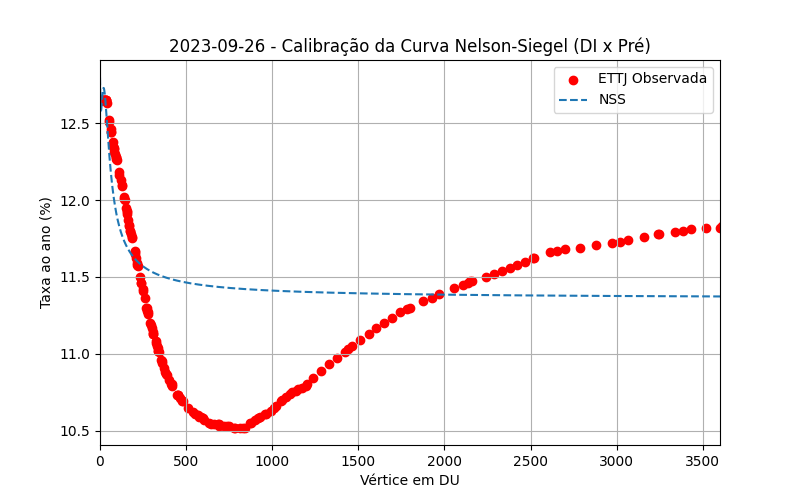 2023-09-26 - Calibração da Curva Nelson-Siegel (DI x Pré)
ETTJ Observada
NSS
Taxa ao ano (%)
12.5
12.0
11.5
11.0
10.5
0 500 1000 1500 2000 2500 3000 3500
Vértice em DU